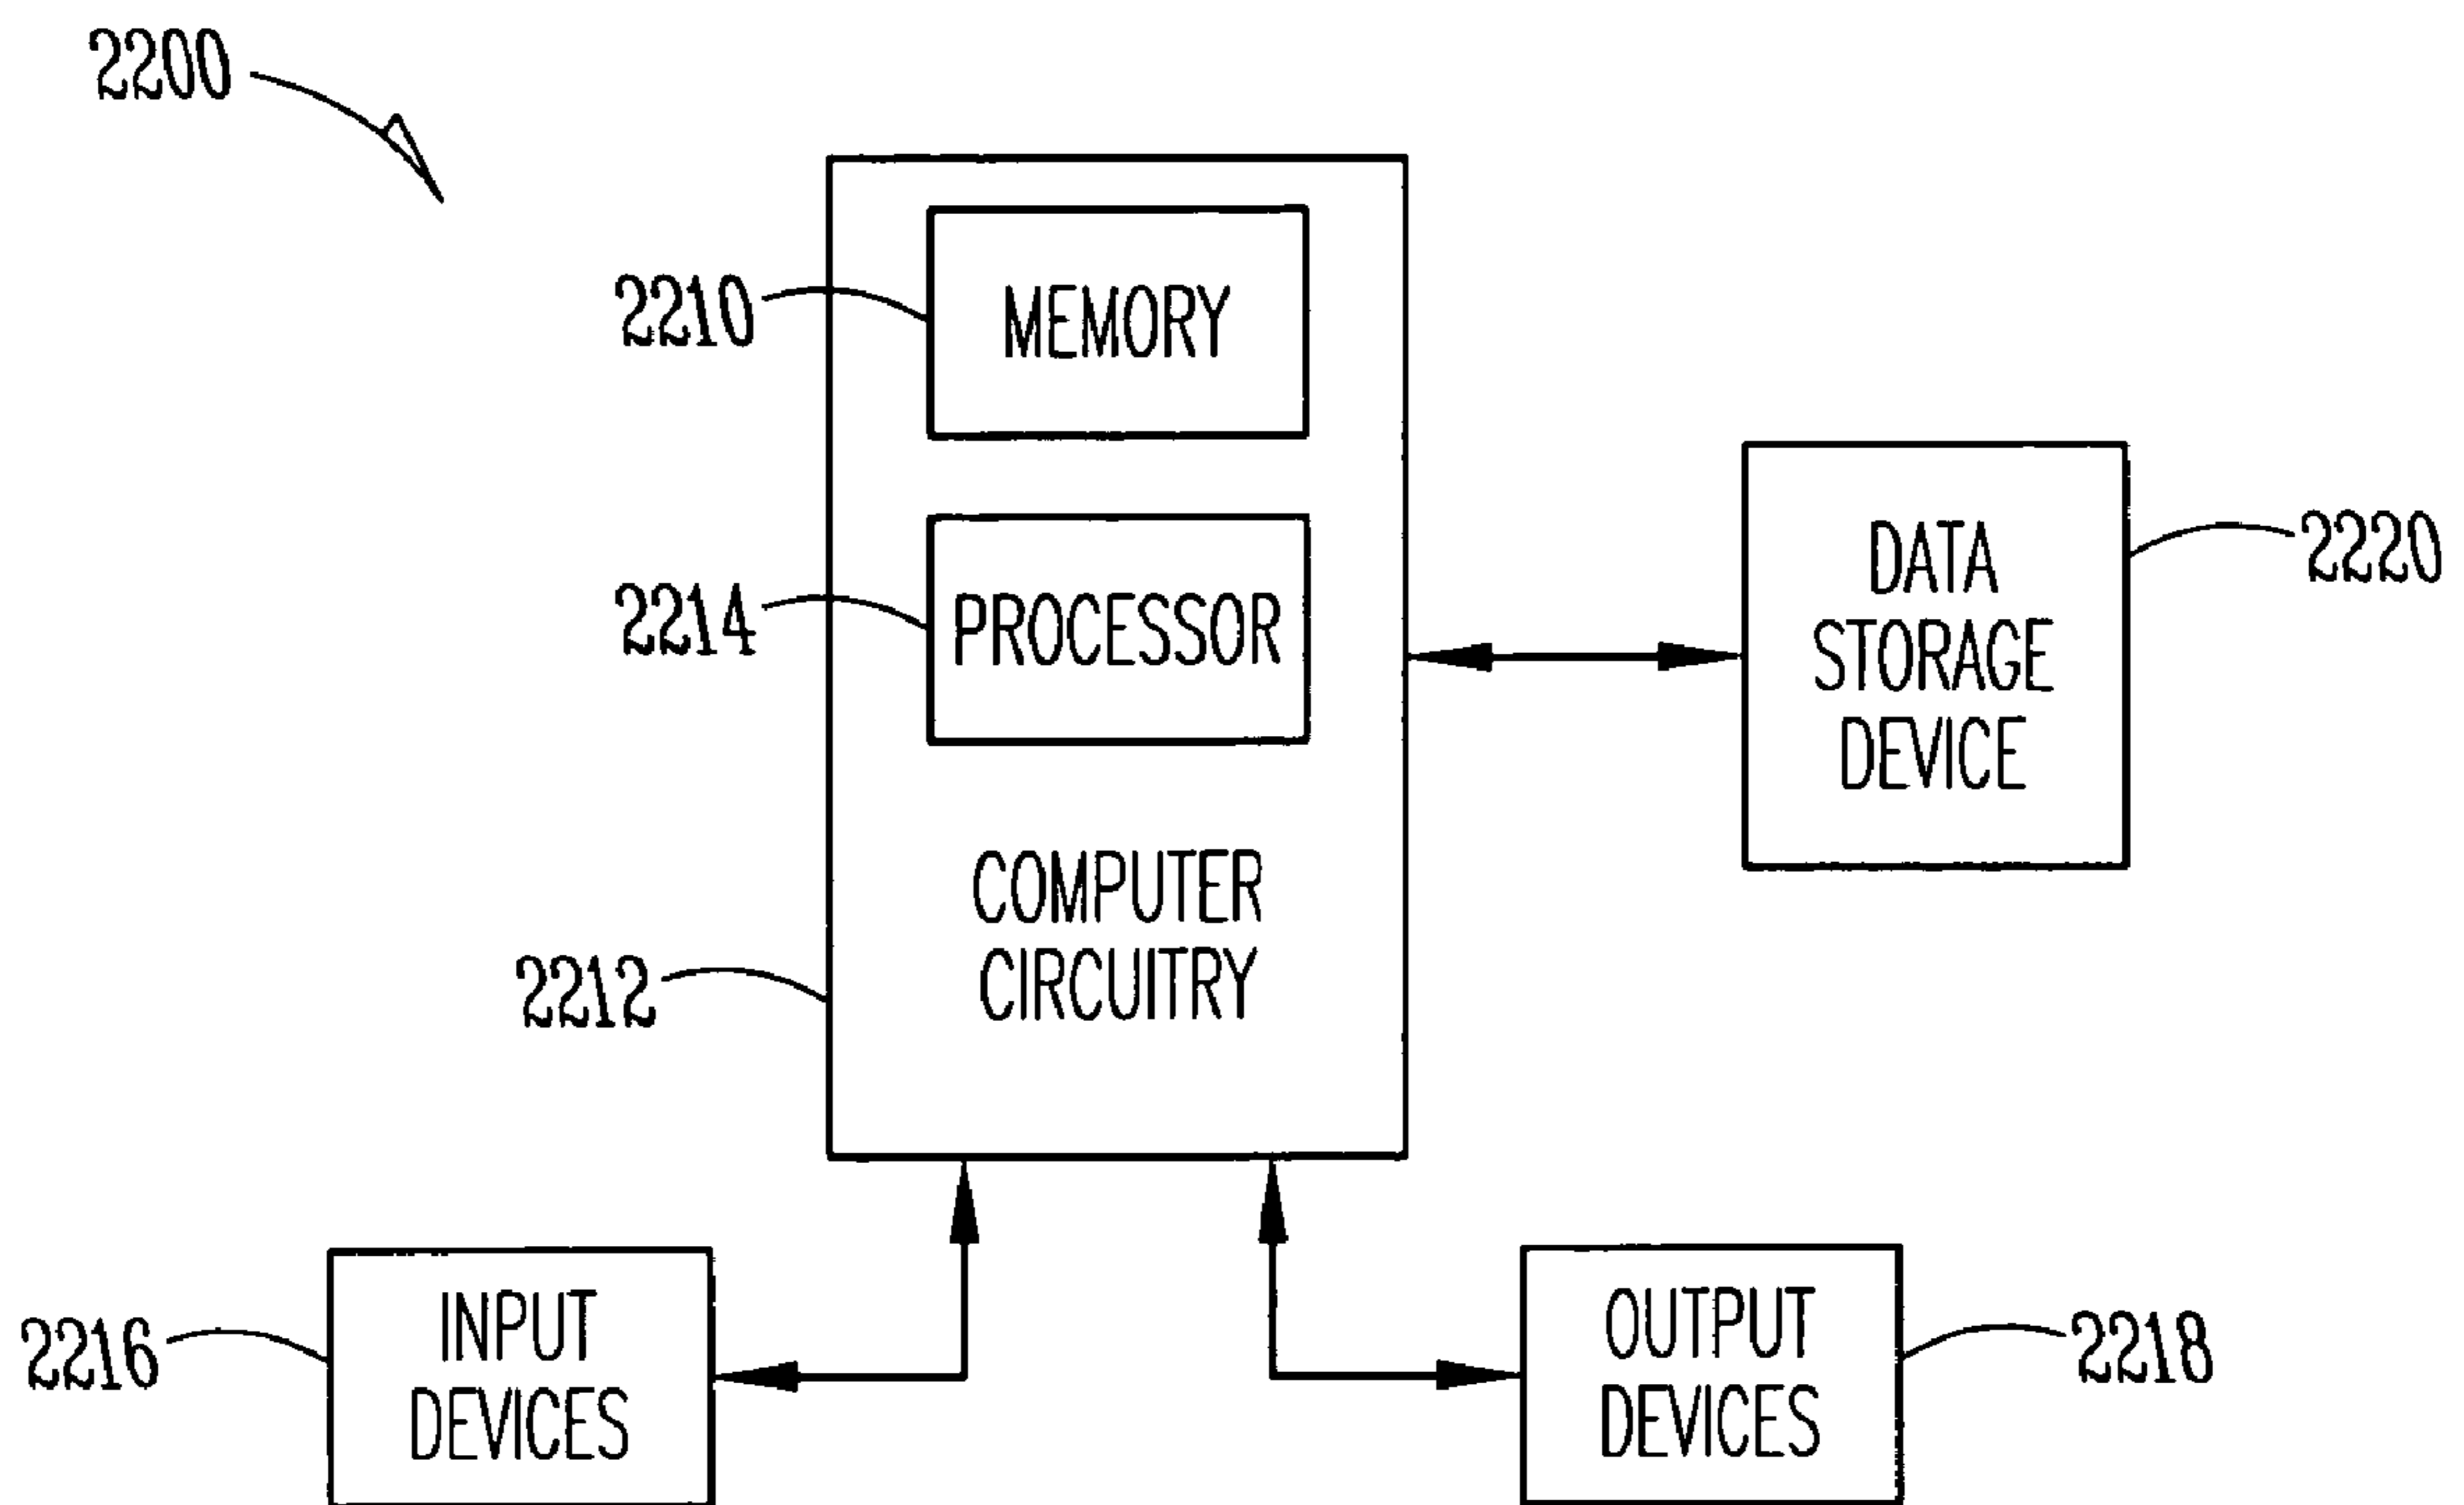 2200
2210
MEMORY
2214
PROCESSOR
DATA
STORAGE
DEVICE
2220
COMPUTER
CIRCUITRY
2212
2216
INPUT
DEVICES
OUTPUT
DEVICES
2218